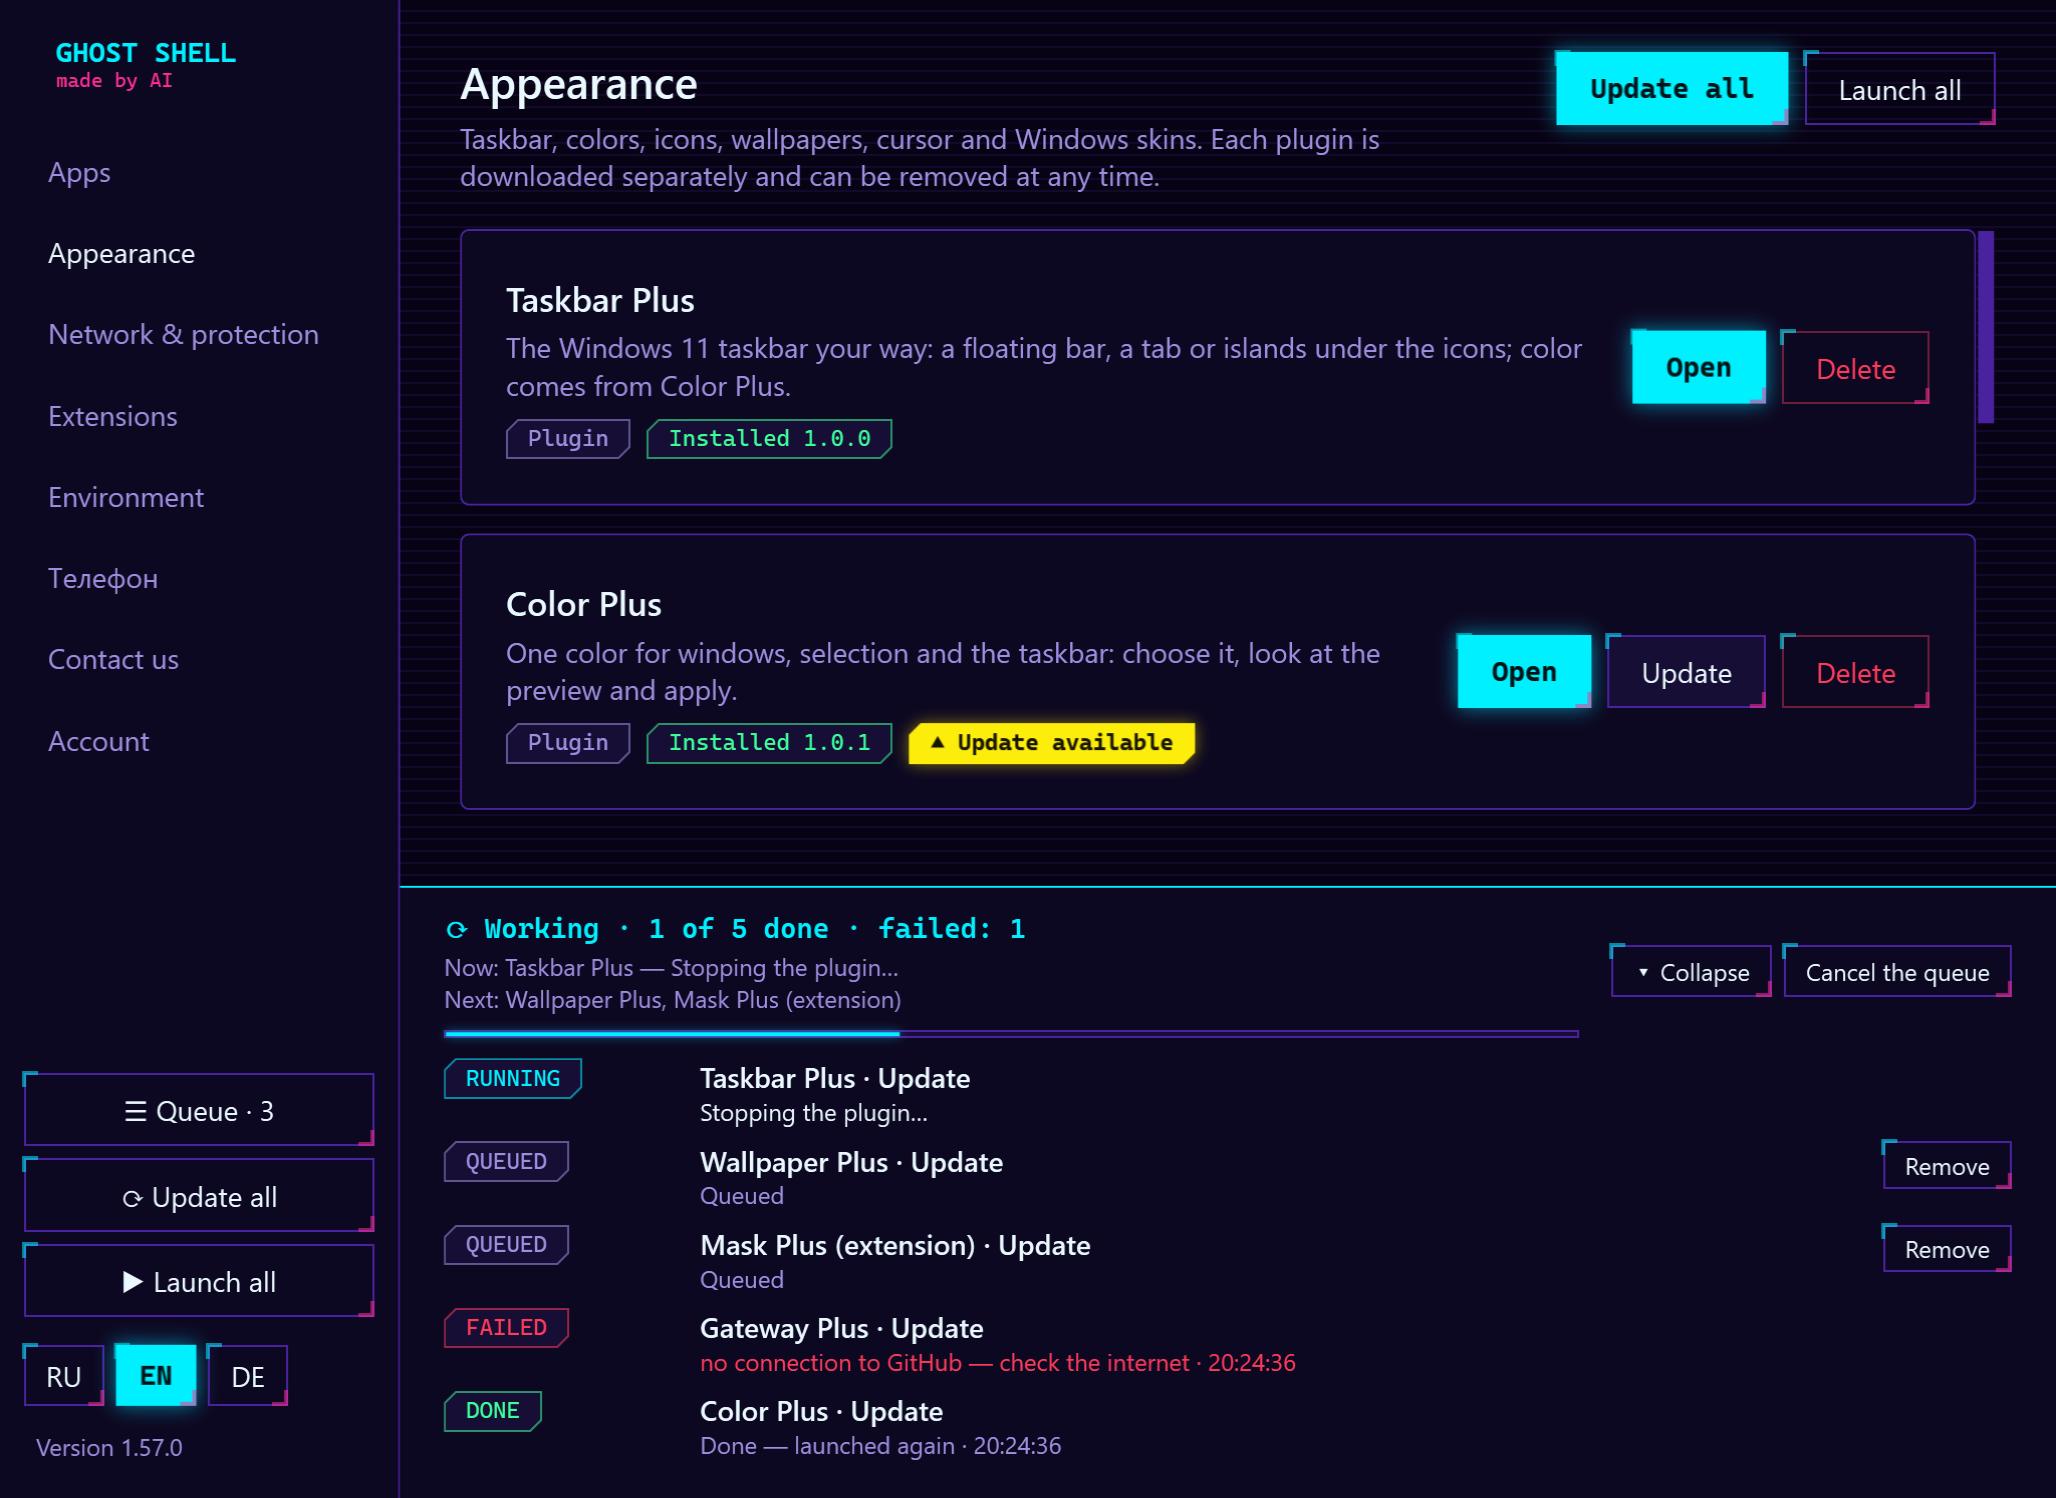 GHOST SHELL
made by AI
Apps
Appearance
Network & protection
Extensions
Environment
Телефон
Contact us
Account
☰ Queue · 3
⟳ Update all
▶ Launch all
RU
EN
DE
Version 1.57.0
Appearance
Taskbar, colors, icons, wallpapers, cursor and Windows skins. Each plugin is
downloaded separately and can be removed at any time.
Update all
Launch all
Taskbar Plus
The Windows 11 taskbar your way: a floating bar, a tab or islands under the icons; color
comes from Color Plus.
Plugin
Installed 1.0.0
Open
Delete
Color Plus
One color for windows, selection and the taskbar: choose it, look at the
preview and apply.
Plugin
Installed 1.0.1
▲ Update available
Open
Update
Delete
⟳ Working · 1 of 5 done · failed: 1
Now: Taskbar Plus — Stopping the plugin...
Next: Wallpaper Plus, Mask Plus (extension)
▾ Collapse
Cancel the queue
RUNNING
Taskbar Plus · Update
Stopping the plugin...
QUEUED
Wallpaper Plus · Update
Queued
Remove
QUEUED
Mask Plus (extension) · Update
Queued
Remove
FAILED
Gateway Plus · Update
no connection to GitHub — check the internet · 20:24:36
DONE
Color Plus · Update
Done — launched again · 20:24:36